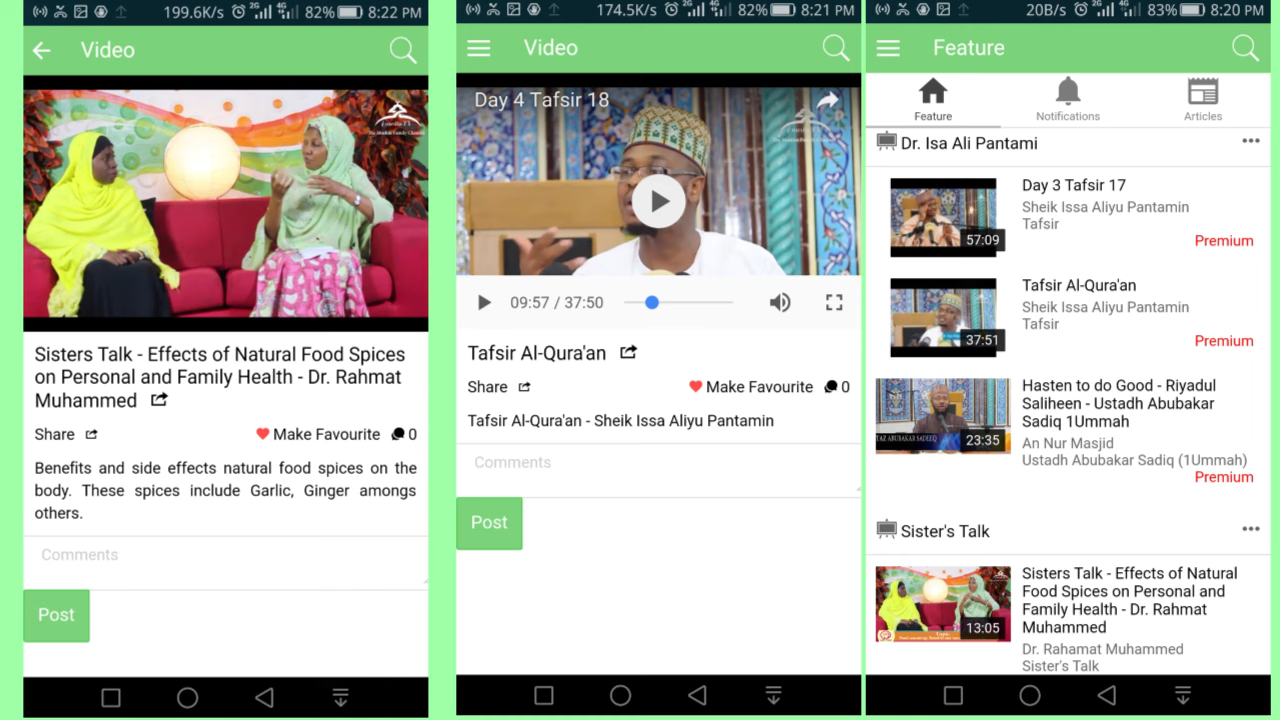 199.6K/s 2G 4G 82% 8:22 PM
Video
Sisters Talk - Effects of Natural Food Spices
on Personal and Family Health - Dr. Rahmat
Muhammed
Share
Make Favourite 0
Benefits and side effects natural food spices on the
body. These spices include Garlic, Ginger amongs
others.
Comments
Post
174.5K/s 2G 4G 82% 8:21 PM
Video
Day 4 Tafsir 18
09:57 / 37:50
Tafsir Al-Qura'an
Share
Make Favourite 0
Tafsir Al-Qura'an - Sheik Issa Aliyu Pantamin
Comments
Post
20B/s 2G 4G 83% 8:20 PM
Feature
Feature
Notifications
Articles
Dr. Isa Ali Pantami
57:09
Day 3 Tafsir 17
Sheik Issa Aliyu Pantamin
Tafsir
Premium
37:51
Tafsir Al-Qura'an
Sheik Issa Aliyu Pantamin
Tafsir
Premium
23:35
Hasten to do Good - Riyadul
Saliheen - Ustadh Abubakar
Sadiq 1Ummah
An Nur Masjid
Ustadh Abubakar Sadiq (1Ummah)
Premium
Sister's Talk
13:05
Sisters Talk - Effects of Natural
Food Spices on Personal and
Family Health - Dr. Rahmat
Muhammed
Dr. Rahamat Muhammed
Sister's Talk